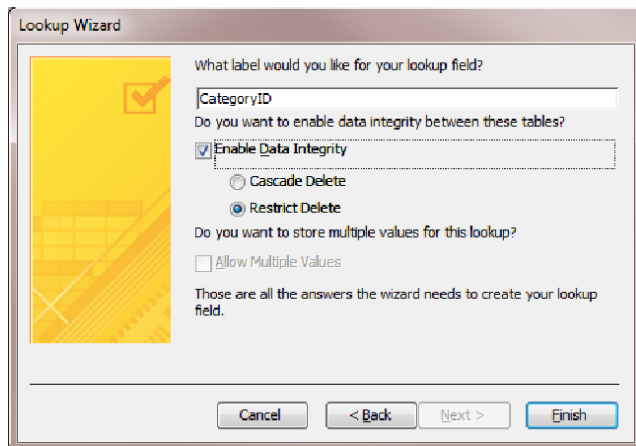 Lookup Wizard
What label would you like for your lookup field?
CategoryID
Do you want to enable data integrity between these tables?
Enable Data Integrity
Cascade Delete
Restrict Delete
Do you want to store multiple values for this lookup?
Allow Multiple Values
Those are all the answers the wizard needs to create your lookup
field.
Cancel
< Back
Next >
Finish